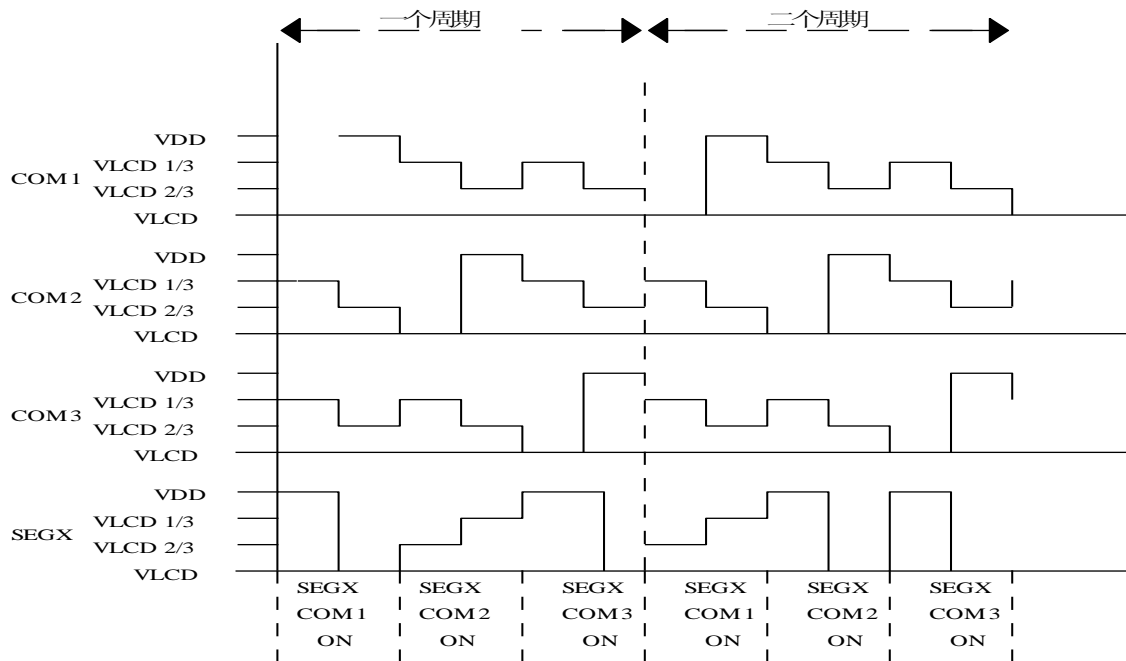 一个周期 二个周期
VDD
VLCD 1/3
COM1
VLCD 2/3
VLCD
VDD
VLCD 1/3
COM2
VLCD 2/3
VLCD
VDD
VLCD 1/3
COM3
VLCD 2/3
VLCD
VDD
VLCD 1/3
SEGX
VLCD 2/3
VLCD
SEGX SEGX SEGX SEGX SEGX SEGX
COM1 COM2 COM3 COM1 COM2 COM3
ON ON ON ON ON ON